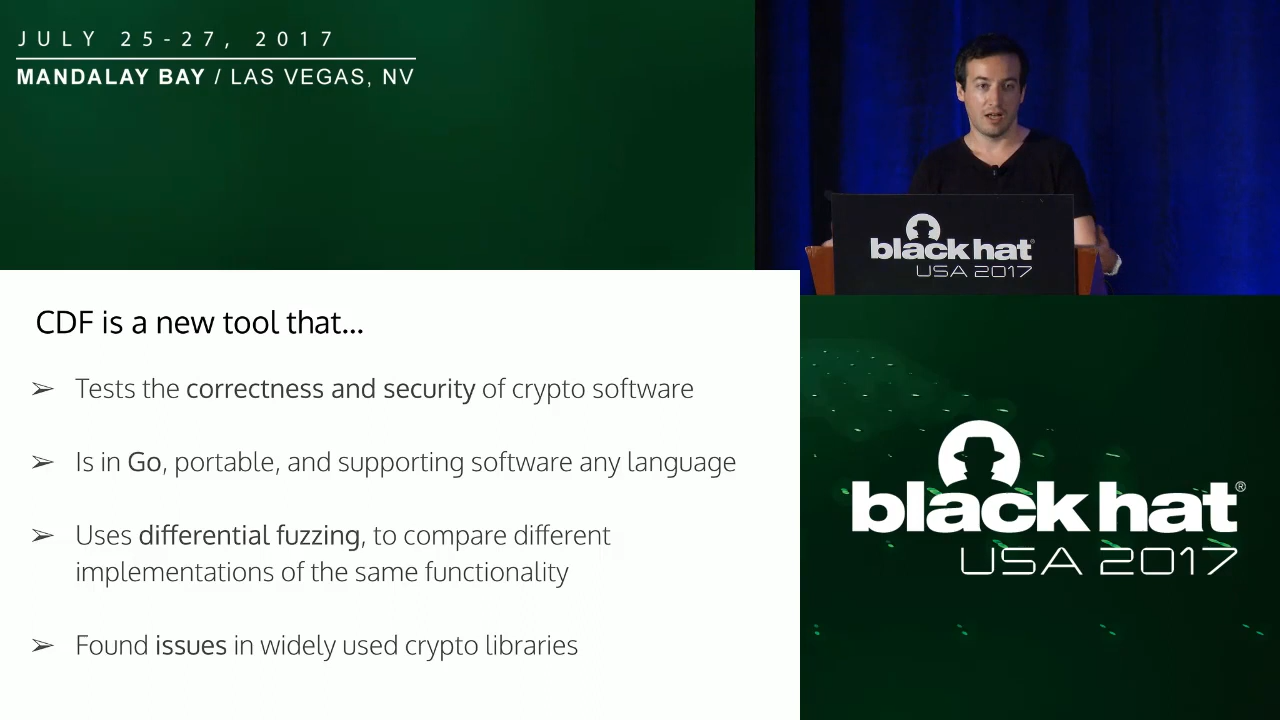 JULY 25-27, 2017
MANDALAY BAY / LAS VEGAS, NV
black hat®
USA 2017
CDF is a new tool that...
➢ Tests the correctness and security of crypto software
➢ Is in Go, portable, and supporting software any language
➢ Uses differential fuzzing, to compare different
implementations of the same functionality
➢ Found issues in widely used crypto libraries
black hat®
USA 2017